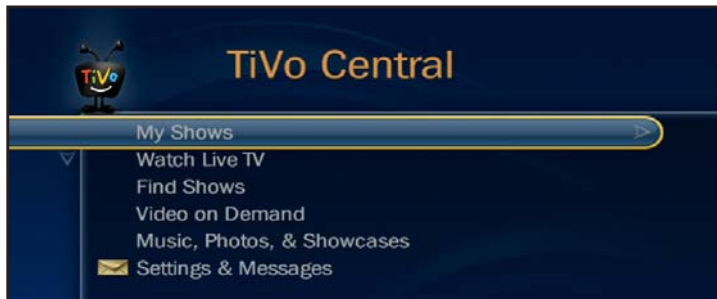 TiVo
TiVo Central
My Shows
Watch Live TV
Find Shows
Video on Demand
Music, Photos, & Showcases
Settings & Messages